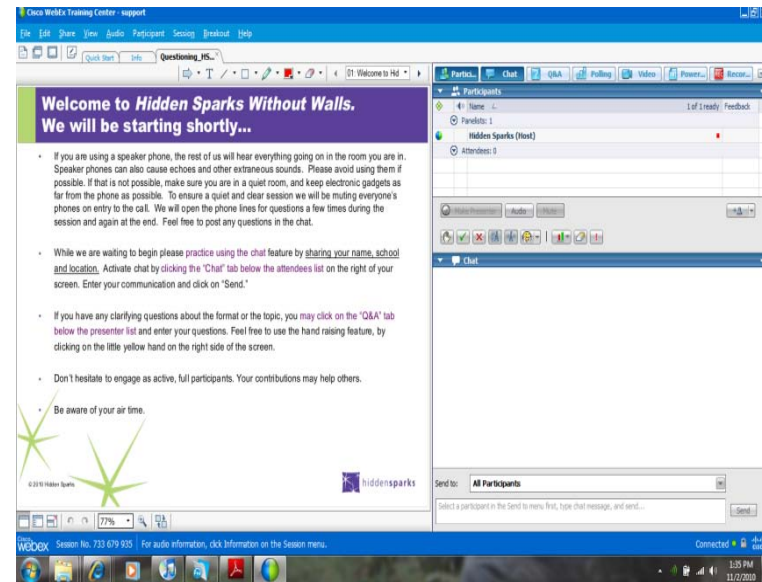 Cisco WebEx Training Center - support
File Edit Share View Audio Participant Session Breakout Help
Quick Start Info Questioning_HS...
T 01: Welcome to Hid
Welcome to Hidden Sparks Without Walls.
We will be starting shortly...
• If you are using a speaker phone, the rest of us will hear everything going on in the room you are in.
Speaker phones can also cause echoes and other extraneous sounds. Please avoid using them if
possible. If that is not possible, make sure you are in a quiet room, and keep electronic gadgets as
far from the phone as possible. To ensure a quiet and clear session we will be muting everyone's
phones on entry to the call. We will open the phone lines for questions a few times during the
session and again at the end. Feel free to post any questions in the chat.
• While we are waiting to begin please practice using the chat feature by sharing your name, school
and location. Activate chat by clicking the "Chat" tab below the attendees list on the right of your
screen. Enter your communication and click on "Send."
• If you have any clarifying questions about the format or the topic, you may click on the "Q&A" tab
below the presenter list and enter your questions. Feel free to use the hand raising feature, by
clicking on the little yellow hand on the right side of the screen.
• Don't hesitate to engage as active, full participants. Your contributions may help others.
• Be aware of your air time.
© 2010 Hidden Sparks
hiddensparks
77%
Partici... Chat Q&A Polling Video Power... Recor...
Participants
Name 1 of 1 ready Feedback
Panelists: 1
Hidden Sparks (Host)
Attendees: 0
Make Presenter Audio Mute
Chat
Send to: All Participants
Select a participant in the Send to menu first, type chat message, and send...
Send
Cisco WebEx Session No. 733 679 935 For audio information, click Information on the Session menu.
Connected
1:35 PM
11/2/2010